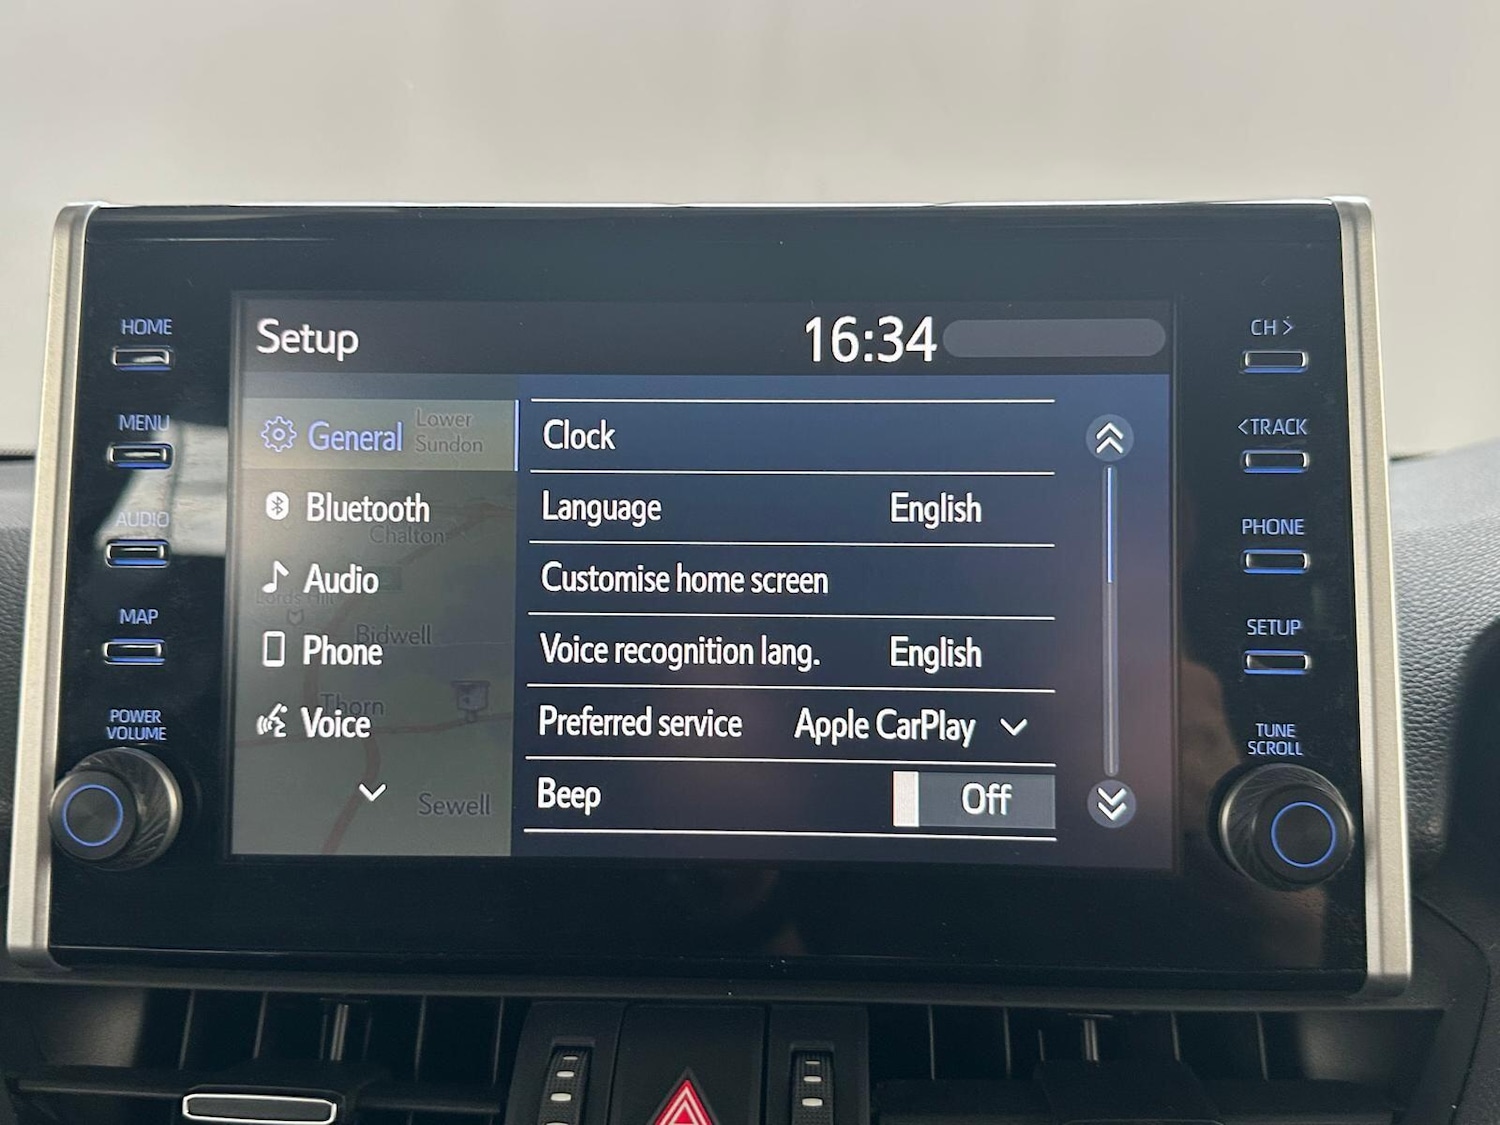 HOME
MENU
AUDIO
MAP
POWER
VOLUME
Setup
16:34
General
Lower
Sundon
Bluetooth
Chalton
Audio
Bidwell
Phone
Thorn
Voice
Sewell
Clock
Language English
Customise home screen
Voice recognition lang. English
Preferred service Apple CarPlay
Beep Off
CH >
<TRACK
PHONE
SETUP
TUNE
SCROLL